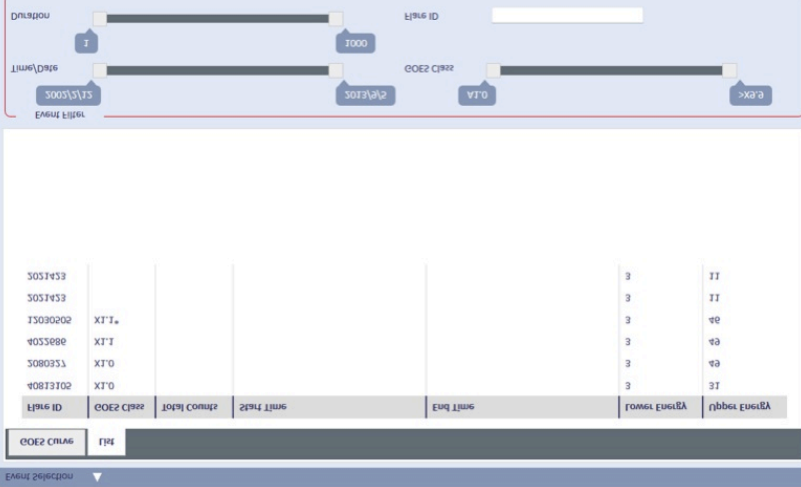 Event Selection
GOES Curve List
Flare ID GOES Class Total Counts Start Time End Time Lower Energy Upper Energy
40813105 X1.0 3 31
2080327 X1.0 3 49
4022686 X1.1 3 49
12030505 X1.1* 3 46
2021423 3 11
2021423 3 11
Event Filter
2002/2/12 2013/9/5 A1.0 >X9.9
Time/Date GOES Class
1 1000
Duration Flare ID